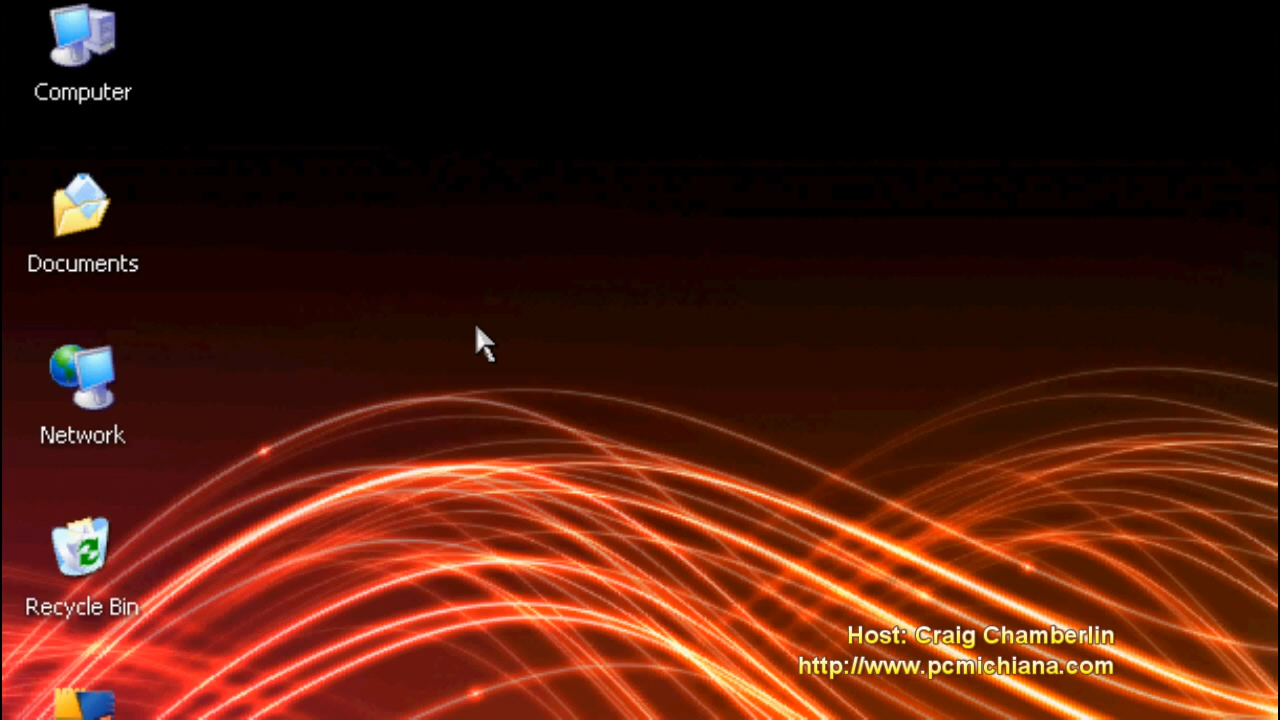 Computer
Documents
Network
Recycle Bin
Host: Craig Chamberlin
http://www.pcmichiana.com